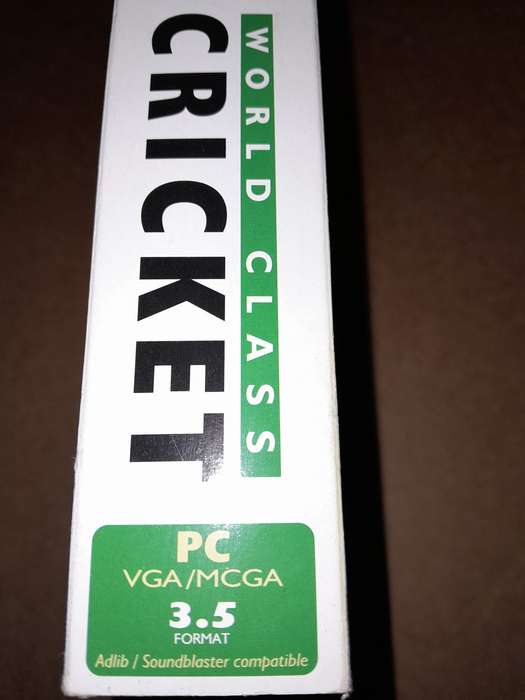 WORLD CLASS
CRICKET
PC
VGA/MCGA
3.5
FORMAT
Adlib / Soundblaster compatible